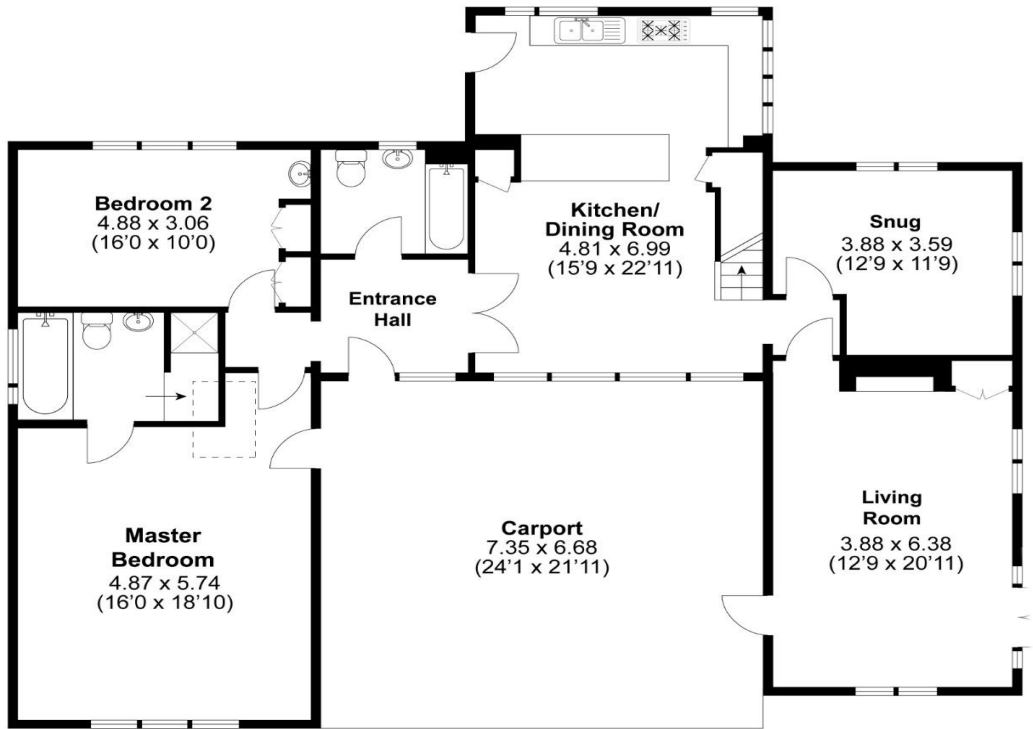 Bedroom 2
4.88 x 3.06
(16'0 x 10'0)
Kitchen/
Dining Room
4.81 x 6.99
(15'9 x 22'11)
Snug
3.88 x 3.59
(12'9 x 11'9)
Entrance
Hall
Master
Bedroom
4.87 x 5.74
(16'0 x 18'10)
Carport
7.35 x 6.68
(24'1 x 21'11)
Living
Room
3.88 x 6.38
(12'9 x 20'11)